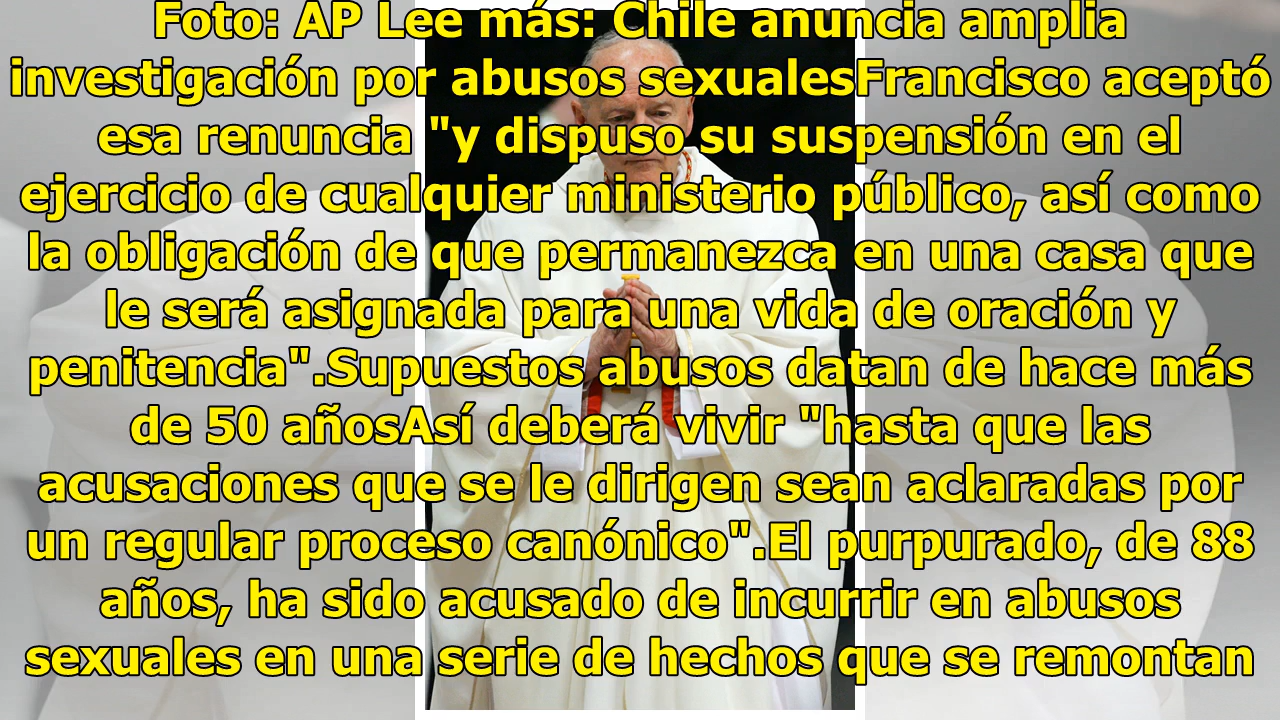 Foto: AP Lee más: Chile anuncia amplia
investigación por abusos sexualesFrancisco aceptó
esa renuncia "y dispuso su suspensión en el
ejercicio de cualquier ministerio público, así como
la obligación de que permanezca en una casa que
le será asignada para una vida de oración y
penitencia".Supuestos abusos datan de hace más
de 50 añosAsí deberá vivir "hasta que las
acusaciones que se le dirigen sean aclaradas por
un regular proceso canónico".El purpurado, de 88
años, ha sido acusado de incurrir en abusos
sexuales en una serie de hechos que se remontan